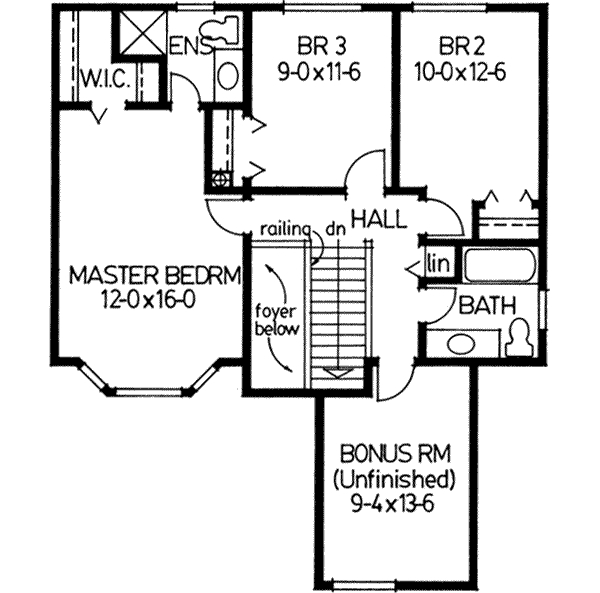 ENS
W.I.C.
BR 3
9-0x11-6
BR 2
10-0x12-6
railing dn
HALL
lin
MASTER BEDRM
12-0x16-0
foyer
below
BATH
BONUS RM
(Unfinished)
9-4x13-6